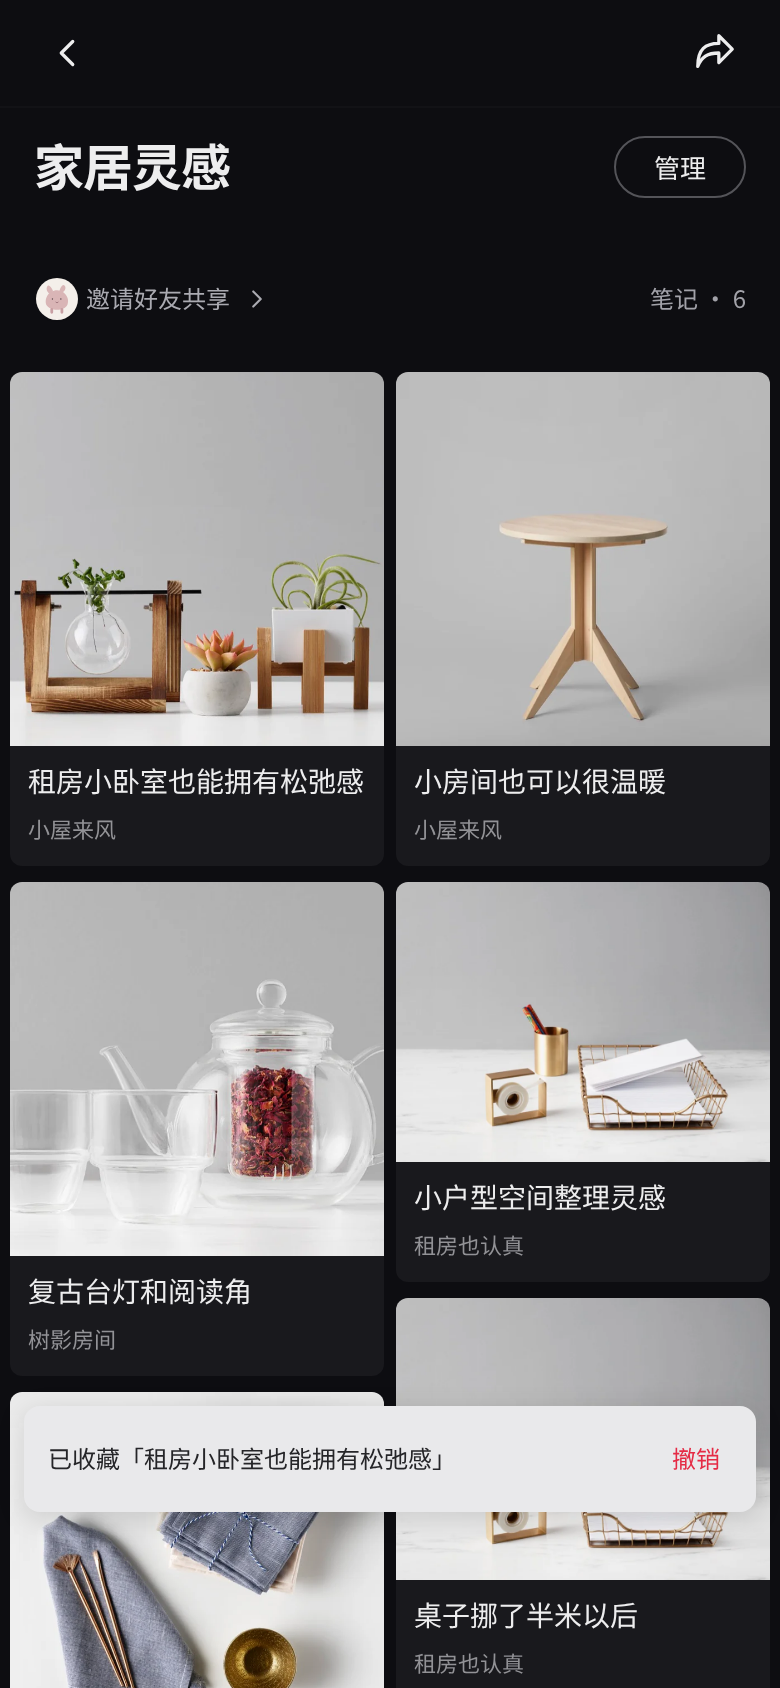 家居灵感
管理
邀请好友共享
笔记 • 6
租房小卧室也能拥有松弛感
小屋来风
小房间也可以很温暖
小屋来风
复古台灯和阅读角
树影房间
小户型空间整理灵感
租房也认真
已收藏「租房小卧室也能拥有松弛感」
撤销
桌子挪了半米以后
租房也认真